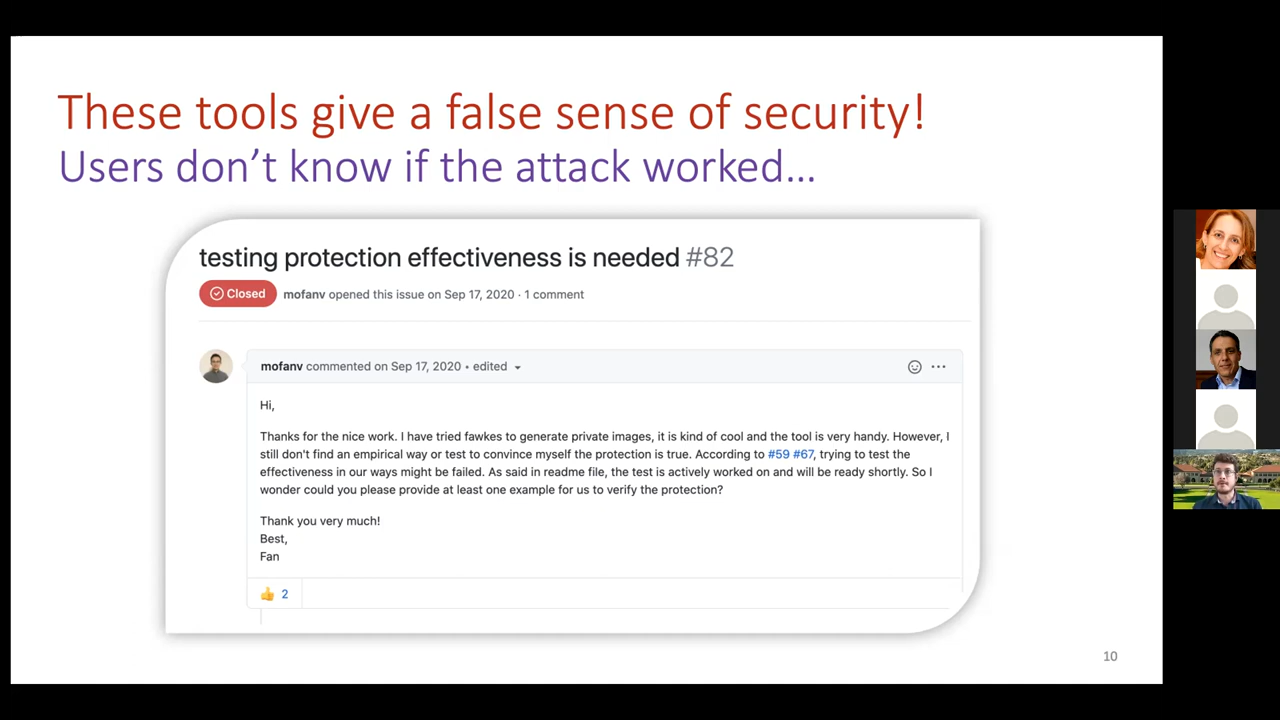 These tools give a false sense of security!
Users don’t know if the attack worked…
testing protection effectiveness is needed #82
Closed mofanv opened this issue on Sep 17, 2020 · 1 comment
mofanv commented on Sep 17, 2020 • edited
Hi,
Thanks for the nice work. I have tried fawkes to generate private images, it is kind of cool and the tool is very handy. However, I
still don't find an empirical way or test to convince myself the protection is true. According to #59 #67, trying to test the
effectiveness in our ways might be failed. As said in readme file, the test is actively worked on and will be ready shortly. So I
wonder could you please provide at least one example for us to verify the protection?
Thank you very much!
Best,
Fan
👍 2
10